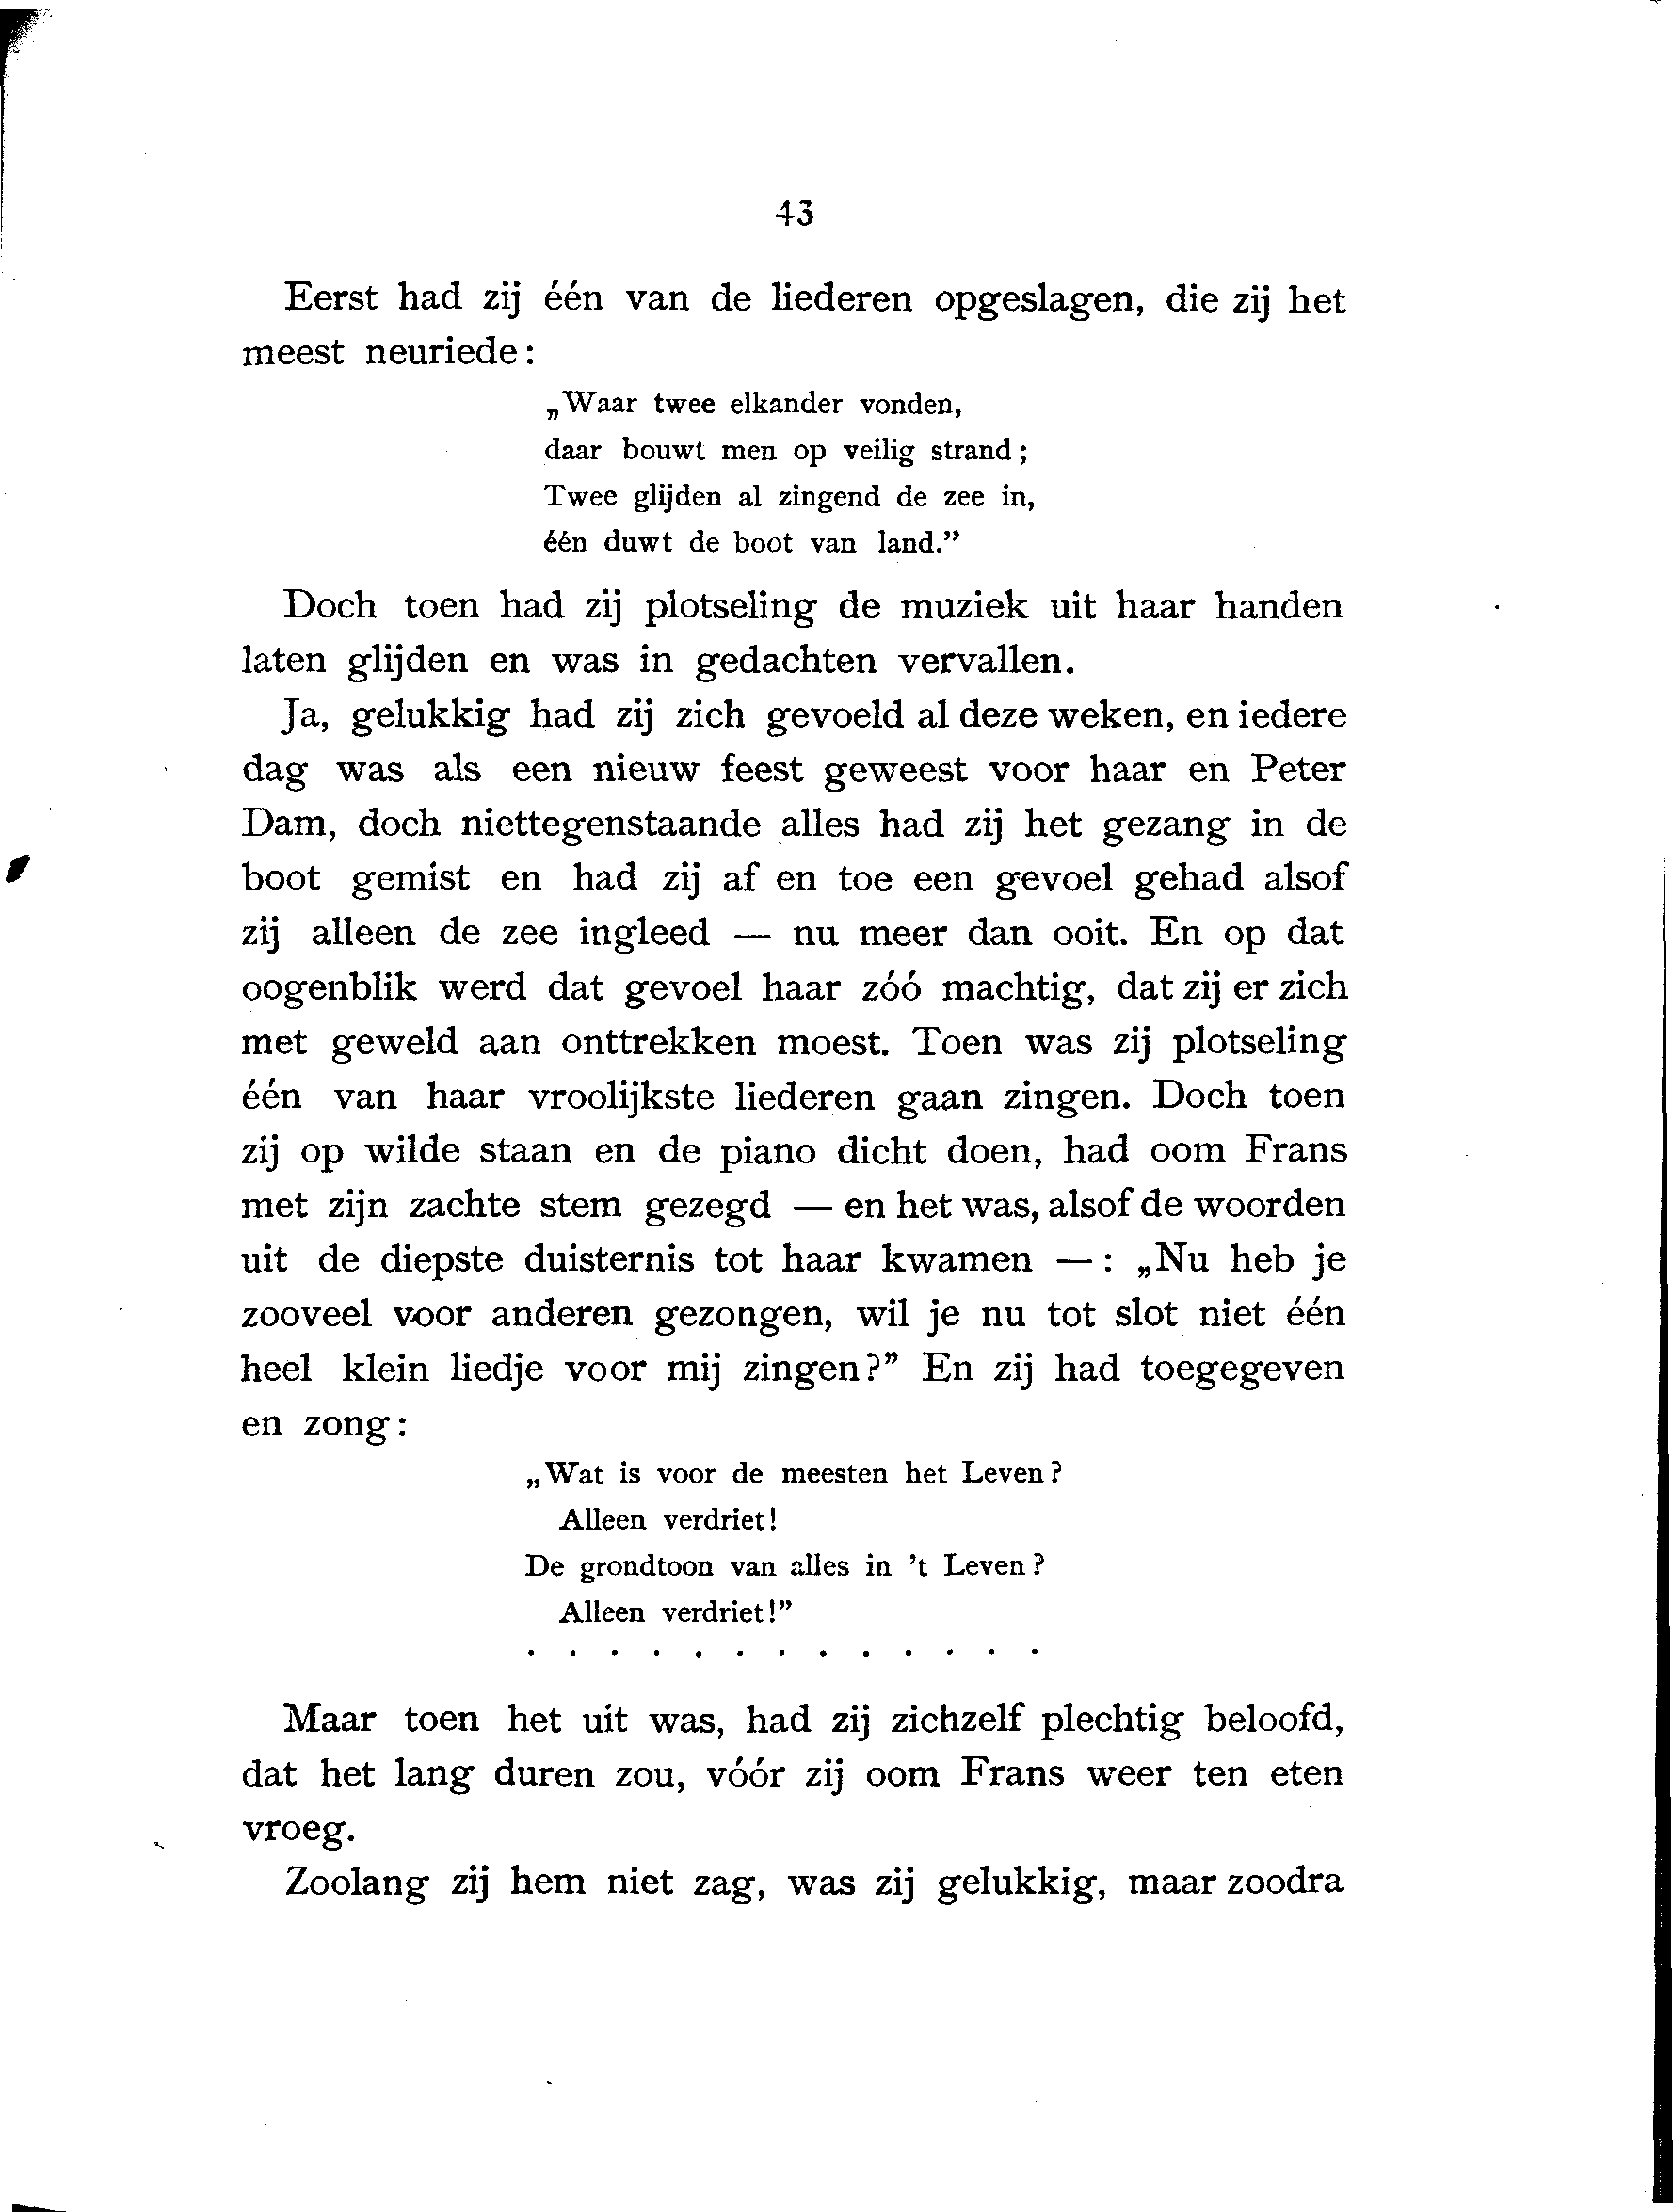 43
Eerst had zij één van de liederen opgeslagen, die zij het
meest neuriede:
„Waar twee elkander vonden,
daar bouwt men op veilig strand;
Twee glijden al zingend de zee in,
één duwt de boot van land.”
Doch toen had zij plotseling de muziek uit haar handen
laten glijden en was in gedachten vervallen.
Ja, gelukkig had zij zich gevoeld al deze weken, en iedere
dag was als een nieuw feest geweest voor haar en Peter
Dam, doch niettegenstaande alles had zij het gezang in de
boot gemist en had zij af en toe een gevoel gehad alsof
zij alleen de zee ingleed — nu meer dan ooit. En op dat
oogenblik werd dat gevoel haar zóó machtig, dat zij er zich
met geweld aan onttrekken moest. Toen was zij plotseling
één van haar vroolijkste liederen gaan zingen. Doch toen
zij op wilde staan en de piano dicht doen, had oom Frans
met zijn zachte stem gezegd — en het was, alsof de woorden
uit de diepste duisternis tot haar kwamen —: „Nu heb je
zooveel voor anderen gezongen, wil je nu tot slot niet één
heel klein liedje voor mij zingen?” En zij had toegegeven
en zong:
„Wat is voor de meesten het Leven?
Alleen verdriet!
De grondtoon van alles in 't Leven?
Alleen verdriet!”
. . . . . . . . . . . . .
Maar toen het uit was, had zij zichzelf plechtig beloofd,
dat het lang duren zou, vóór zij oom Frans weer ten eten
vroeg.
Zoolang zij hem niet zag, was zij gelukkig, maar zoodra